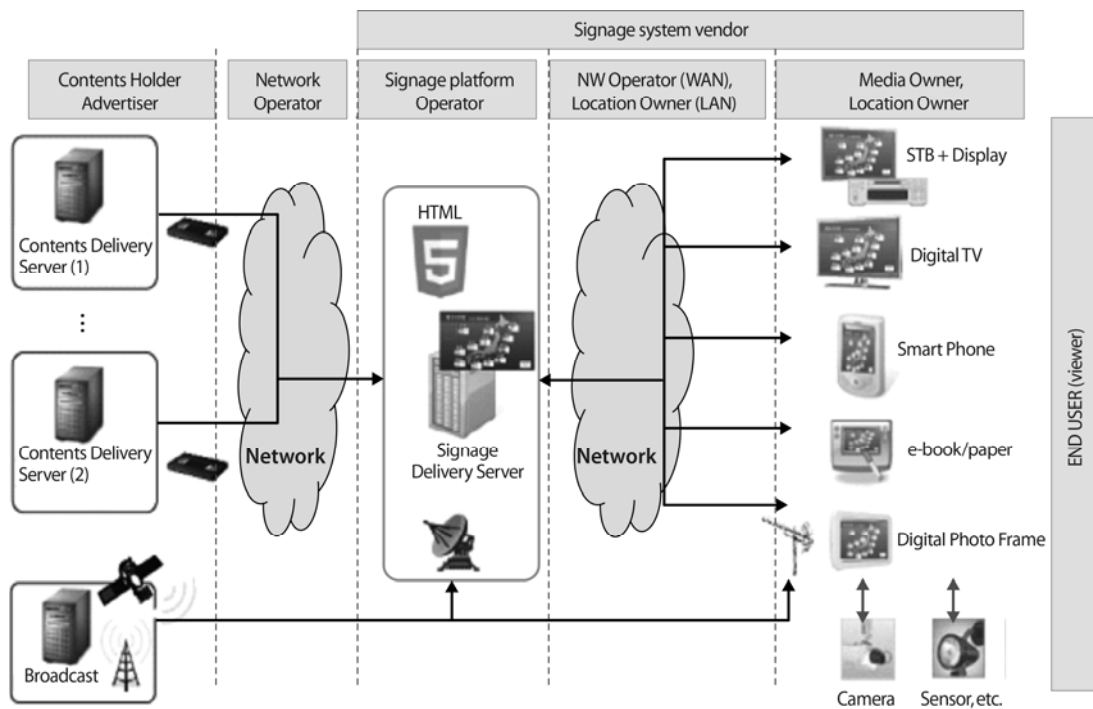 Signage system vendor
Contents Holder
Advertiser
Network
Operator
Signage platform
Operator
NW Operator (WAN),
Location Owner (LAN)
Media Owner,
Location Owner
Contents Delivery
Server (1)
...
Contents Delivery
Server (2)
Broadcast
Network
HTML
5
Signage
Delivery Server
Network
STB + Display
Digital TV
Smart Phone
e-book/paper
Digital Photo Frame
Camera
Sensor, etc.
END USER (viewer)